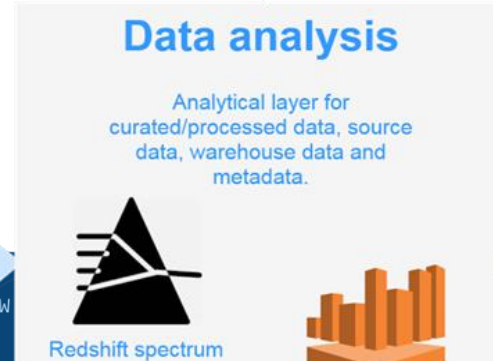 Data analysis
Analytical layer for
curated/processed data, source
data, warehouse data and
metadata.
W
Redshift spectrum